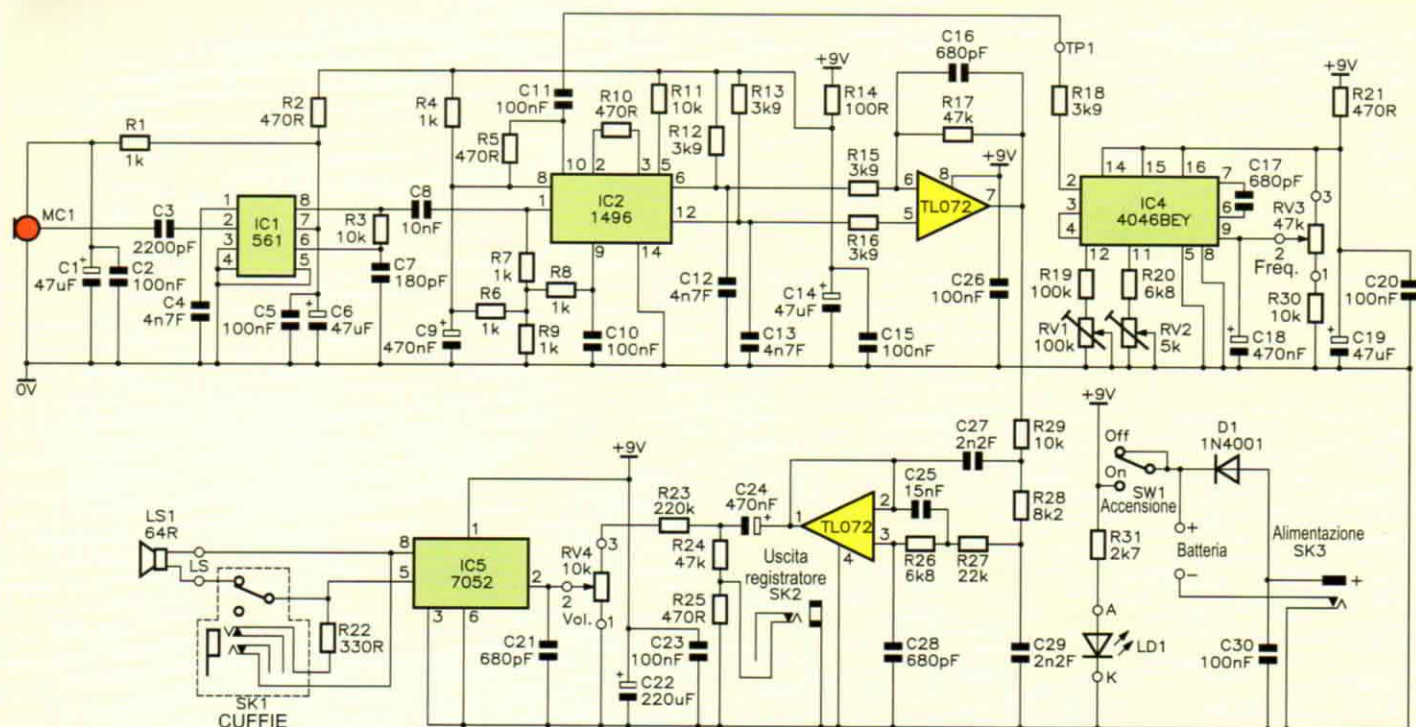 C16
680pF
TP1
+9V
+9V
R2
470R
R4
1k
C11
100nF
R10
470R
R11
10k
R13
3k9
R14
100R
R17
47k
R18
3k9
R21
470R
R1
1k
R5
470R
R12
3k9
+9V
MC1
C3
2200pF
1
2
3
4
IC1
561
8
7
6
5
R3
10k
C8
10nF
10
2
3
5
8
1
IC2
1496
6
12
9
14
R15
3k9
R16
3k9
6
5
8
7
TL072
14
15
16
2
3
4
IC4
4046BEY
7
6
9
12
11
5
8
C17
680pF
RV3
47k
3
2
1
Freq.
C1
47uF
+
C2
100nF
C4
4n7F
C5
100nF
C6
47uF
+
C7
180pF
R7
1k
R8
1k
R6
1k
R9
1k
C9
470nF
+
C10
100nF
C12
4n7F
C13
4n7F
C14
47uF
+
C15
100nF
C26
100nF
R19
100k
R20
6k8
RV1
100k
RV2
5k
C18
470nF
+
R30
10k
C19
47uF
+
C20
100nF
0V
LS1
64R
LS
8
5
IC5
7052
1
2
3
6
+9V
RV4
10k
3
2
1
Vol.
R23
220k
C24
470nF
+
R24
47k
R25
470R
Uscita
registratore
SK2
1
TL072
2
3
4
C25
15nF
R26
6k8
R27
22k
C27
2n2F
R29
10k
R28
8k2
+9V
Off
On
SW1
Accensione
D1
1N4001
R31
2k7
+
Batteria
−
Alimentazione
SK3
+
R22
330R
C21
680pF
C23
100nF
C22
220uF
+
C28
680pF
C29
2n2F
A
LD1
K
C30
100nF
SK1
CUFFIE